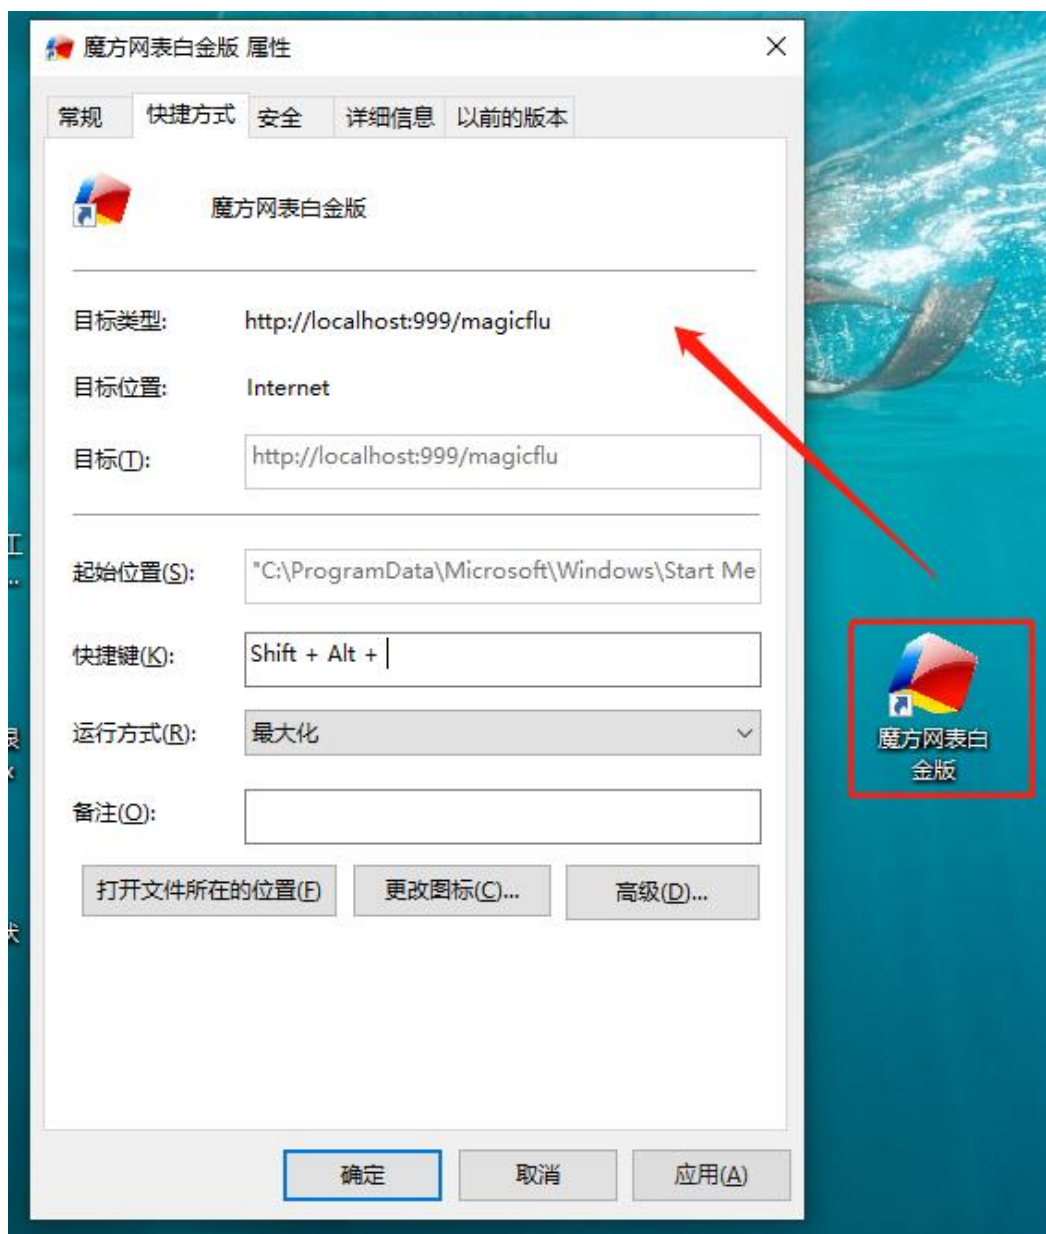 魔方网表白金版 属性
常规 快捷方式 安全 详细信息 以前的版本
魔方网表白金版
目标类型: http://localhost:999/magicflu
目标位置: Internet
目标(T): http://localhost:999/magicflu
起始位置(S): "C:\ProgramData\Microsoft\Windows\Start Me
快捷键(K): Shift + Alt +
运行方式(R): 最大化
备注(O):
打开文件所在的位置(F) 更改图标(C)... 高级(D)...
确定 取消 应用(A)
魔方网表白
金版